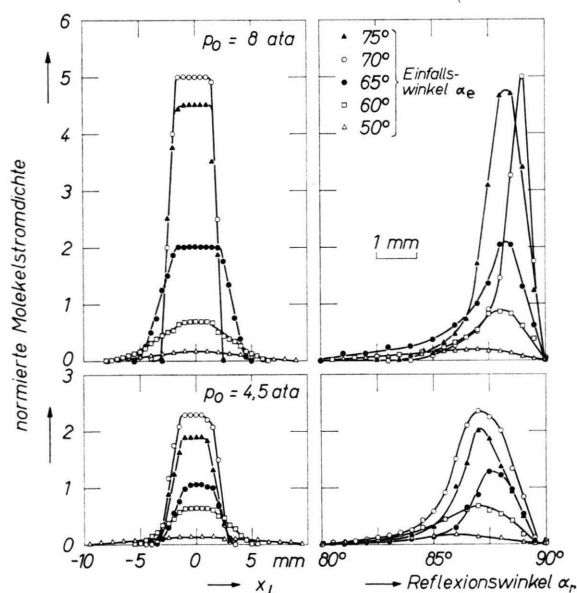 6
5
4
3
2
1
0
p₀ = 8 ata
75°
70°
65°
60°
50°
Einfalls-
winkel αₑ
1 mm
normierte Molekelstromdichte
3
2
1
0
p₀ = 4,5 ata
-10 -5 0 5 mm
80° 85° 90°
Reflexionswinkel αᵣ